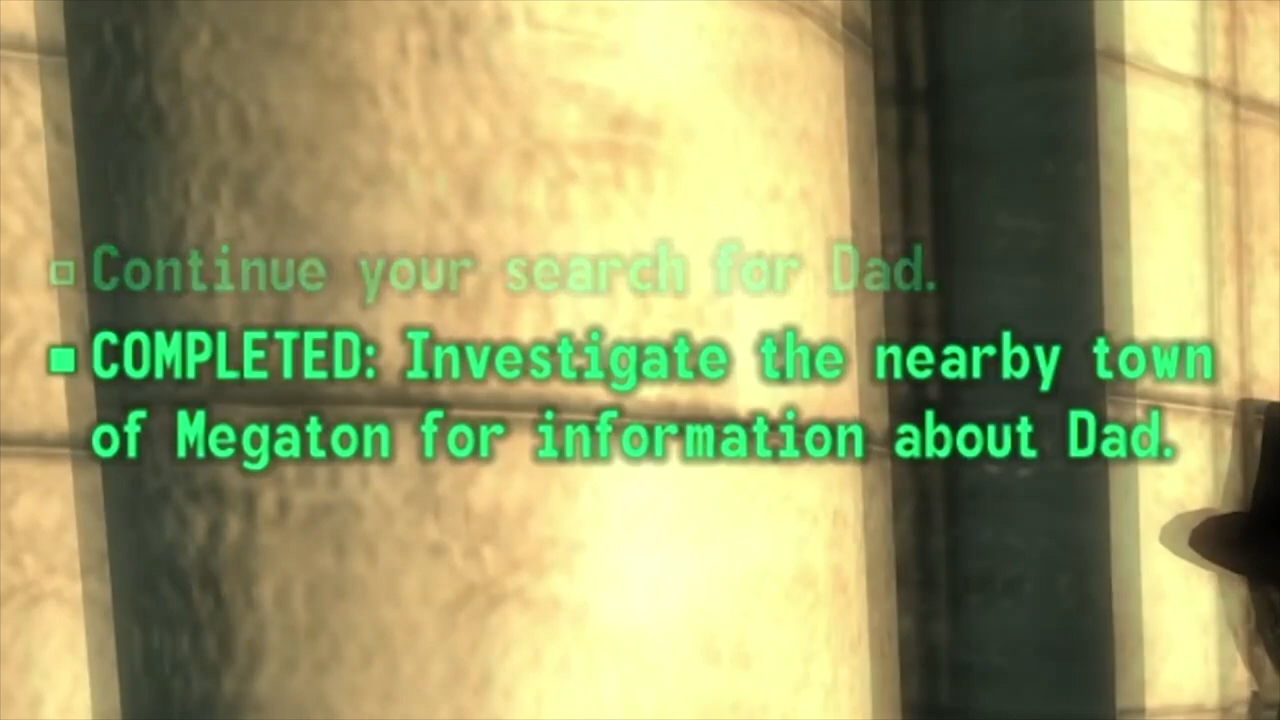 Continue your search for Dad.
COMPLETED: Investigate the nearby town
of Megaton for information about Dad.